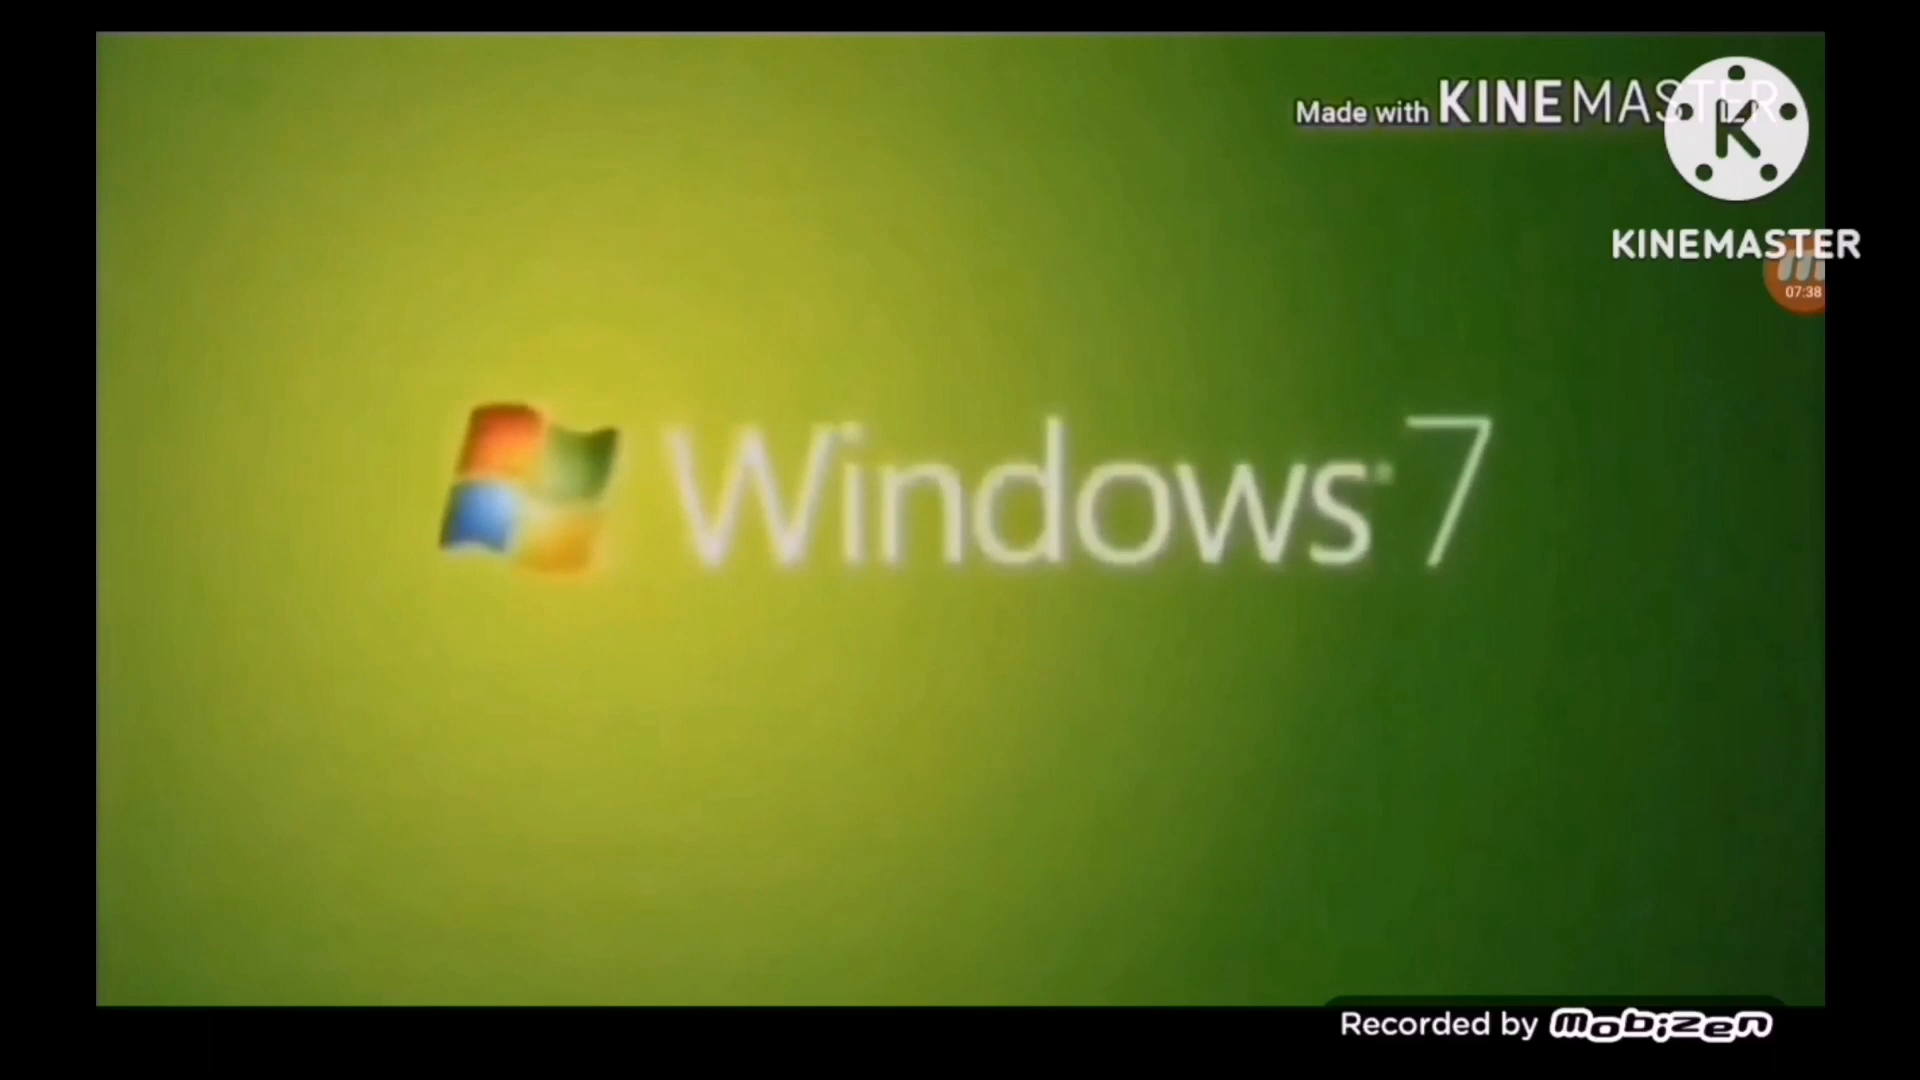 Made with KINEMASTER
K
KINEMASTER
07:38
Windows® 7
Recorded by mobizen